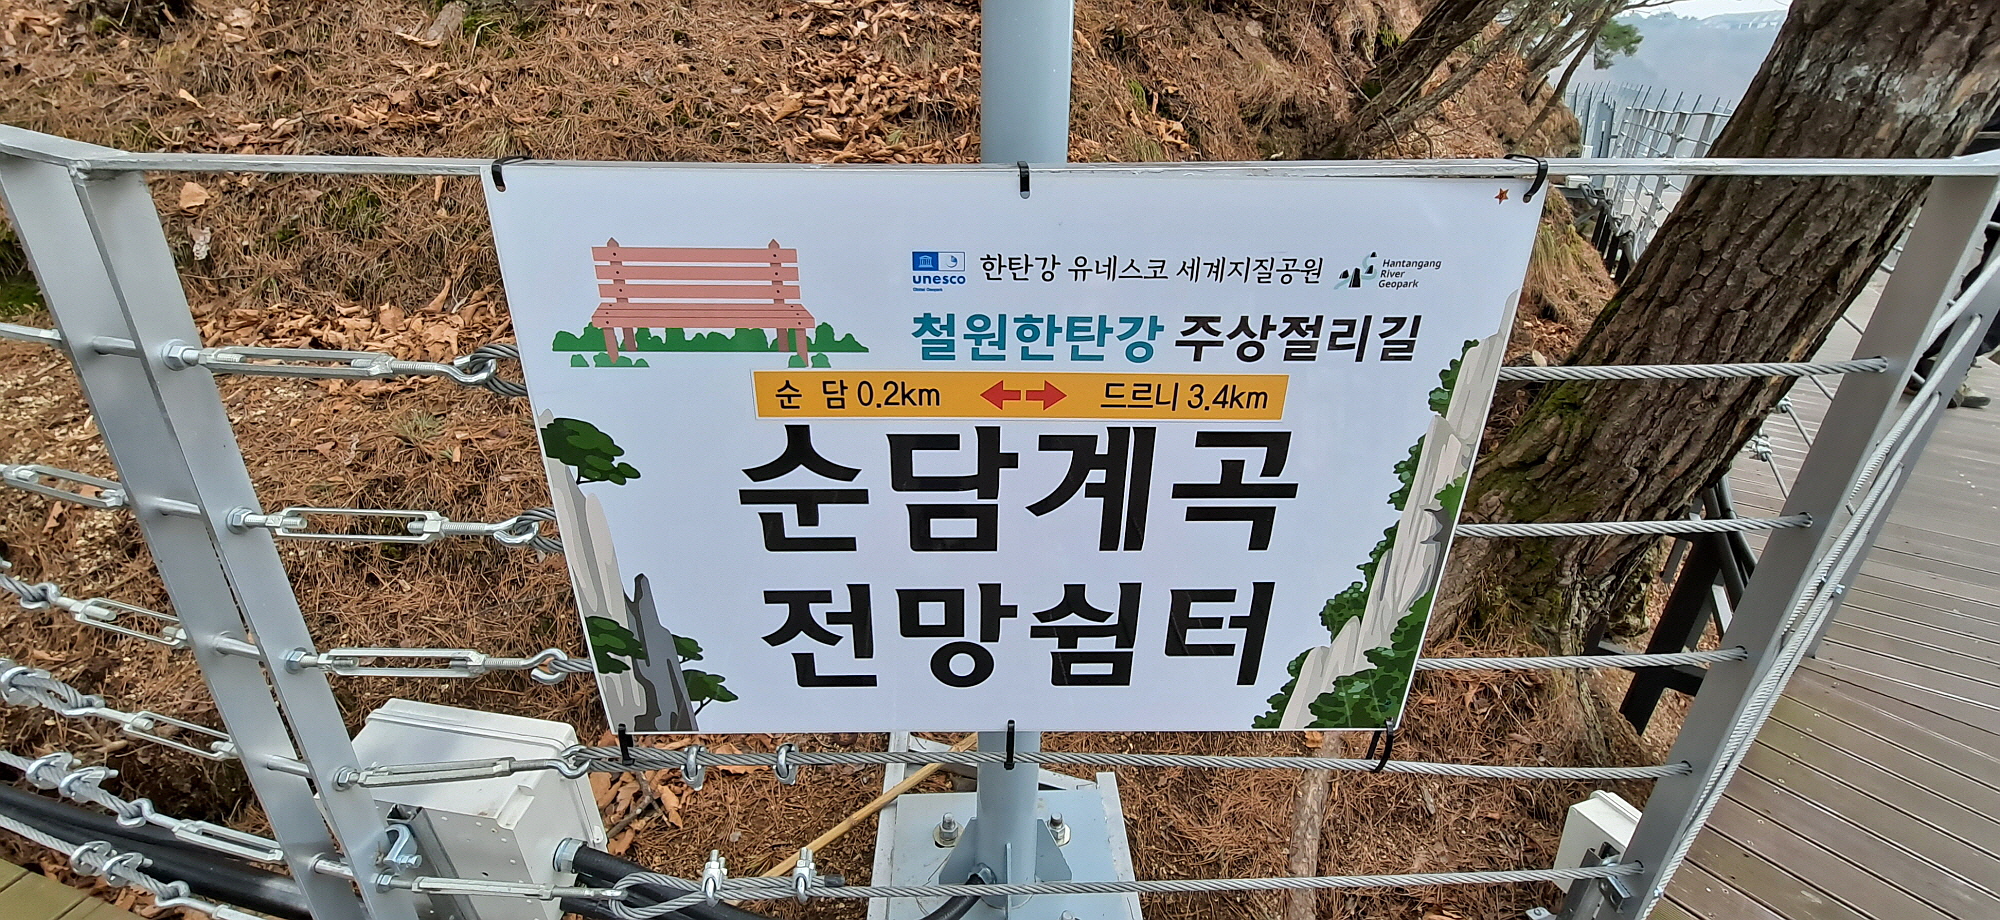 unesco
Global Geopark
한탄강 유네스코 세계지질공원
Hantangang
River
Geopark
철원한탄강 주상절리길
순 담 0.2km 드르니 3.4km
순담계곡
전망쉼터